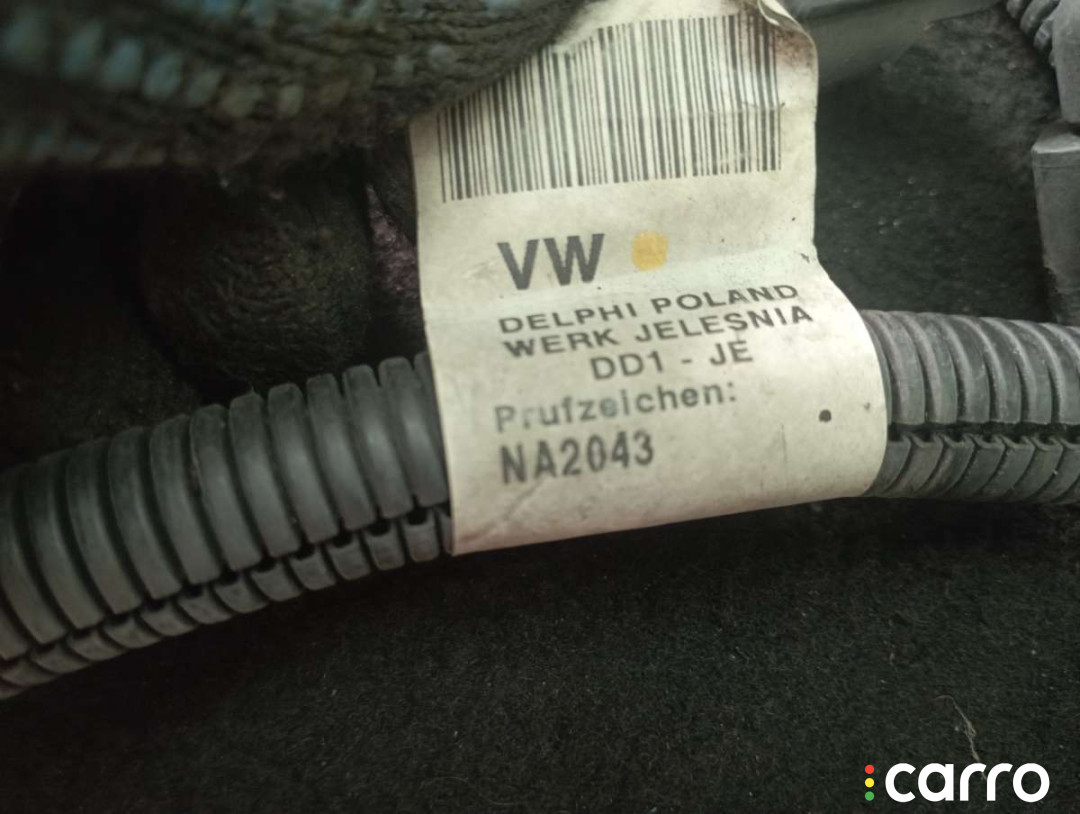 VW
DELPHI POLAND
WERK JELESNIA
DD1 - JE
Prufzeichen:
NA2043
carro